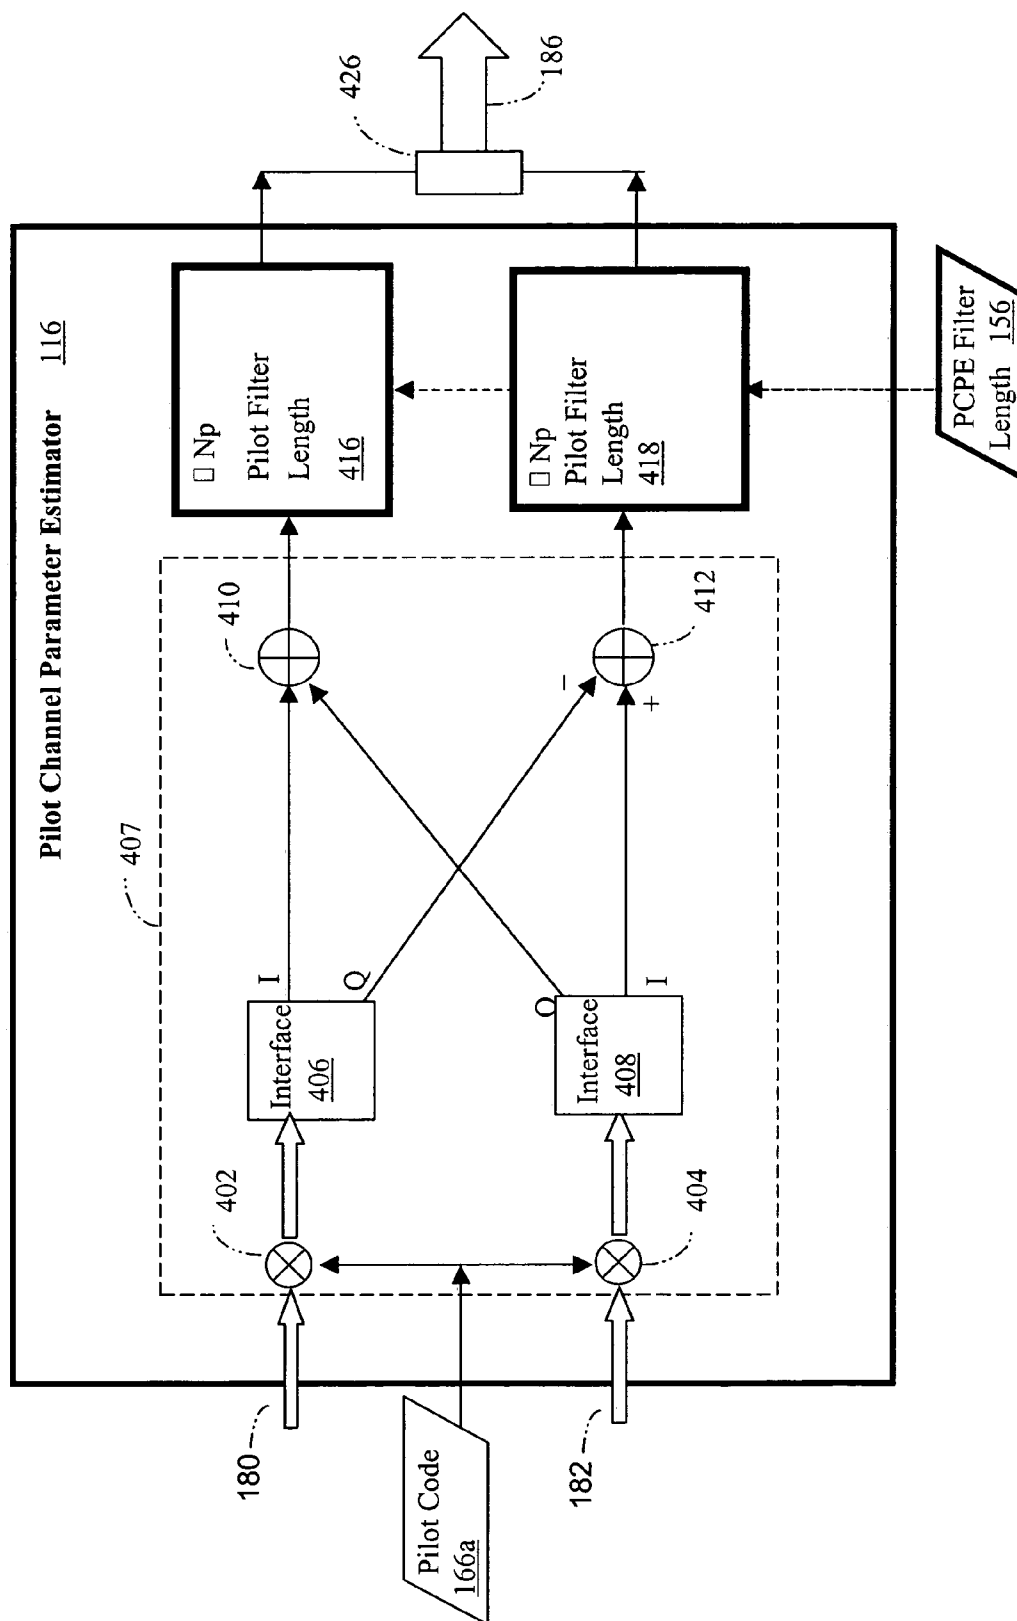 Pilot Channel Parameter Estimator 116
407
180
402
Interface
406
I
Q
410
□ Np
Pilot Filter
Length
416
426
186
Pilot Code
166a
182
404
Interface
408
Q
I
−
+
412
□ Np
Pilot Filter
Length
418
PCPE Filter
Length 156